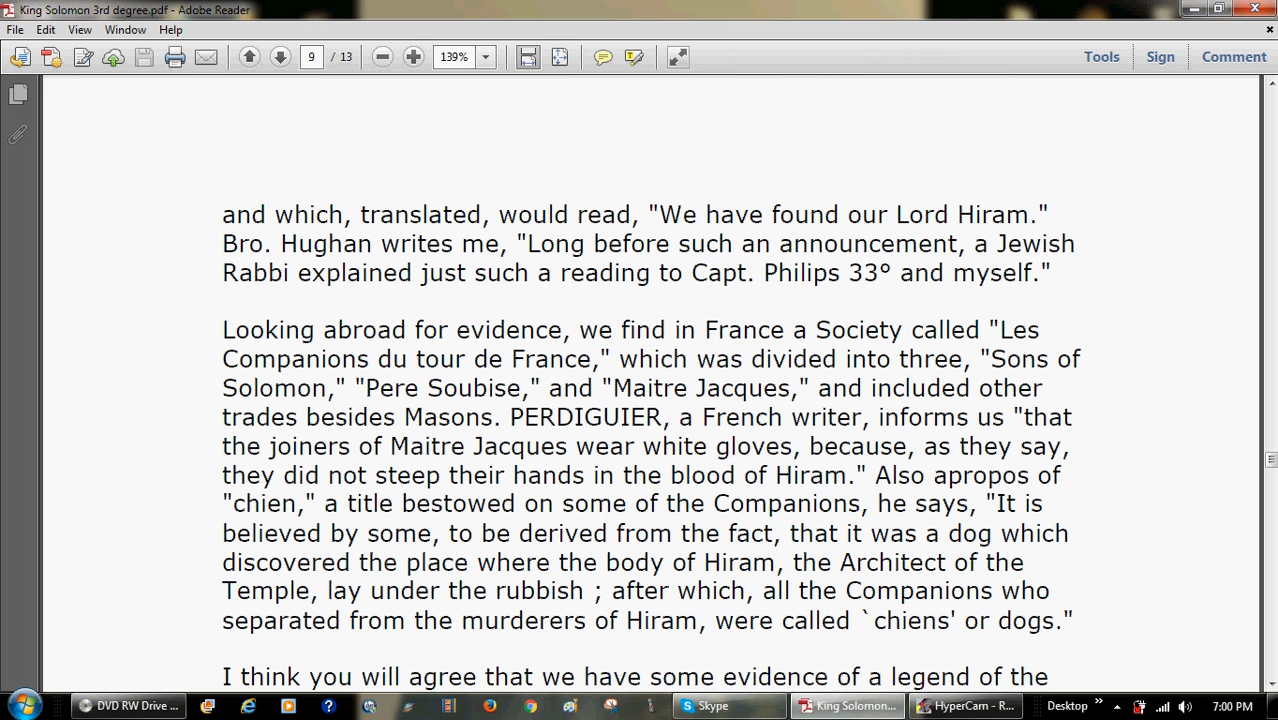 King Solomon 3rd degree.pdf - Adobe Reader
File Edit View Window Help
9 / 13 139% Tools Sign Comment
and which, translated, would read, "We have found our Lord Hiram."
Bro. Hughan writes me, "Long before such an announcement, a Jewish
Rabbi explained just such a reading to Capt. Philips 33° and myself."
Looking abroad for evidence, we find in France a Society called "Les
Companions du tour de France," which was divided into three, "Sons of
Solomon," "Pere Soubise," and "Maitre Jacques," and included other
trades besides Masons. PERDIGUIER, a French writer, informs us "that
the joiners of Maitre Jacques wear white gloves, because, as they say,
they did not steep their hands in the blood of Hiram." Also apropos of
"chien," a title bestowed on some of the Companions, he says, "It is
believed by some, to be derived from the fact, that it was a dog which
discovered the place where the body of Hiram, the Architect of the
Temple, lay under the rubbish ; after which, all the Companions who
separated from the murderers of Hiram, were called `chiens' or dogs."
I think you will agree that we have some evidence of a legend of the
DVD RW Drive ... Skype King Solomon... HyperCam - R... Desktop 7:00 PM